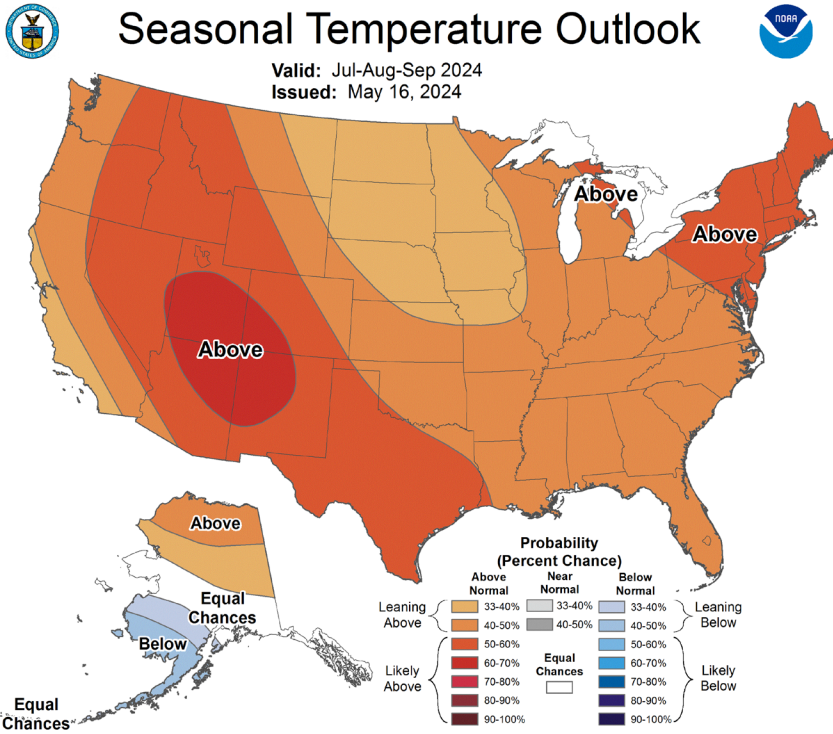 Seasonal Temperature Outlook
NOAA
Valid: Jul-Aug-Sep 2024
Issued: May 16, 2024
Above
Above
Above
Above
Equal
Chances
Below
Equal
Chances
Probability
(Percent Chance)
Above
Normal
Near
Normal
Below
Normal
Leaning
Above
33-40%
40-50%
33-40%
40-50%
33-40%
40-50%
Leaning
Below
Likely
Above
50-60%
60-70%
70-80%
80-90%
90-100%
Equal
Chances
50-60%
60-70%
70-80%
80-90%
90-100%
Likely
Below